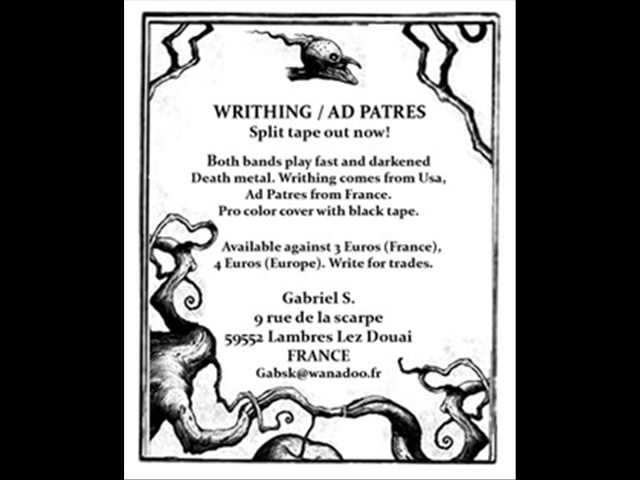 WRITHING / AD PATRES
Split tape out now!
Both bands play fast and darkened
Death metal. Writhing comes from Usa,
Ad Patres from France.
Pro color cover with black tape.
Available against 3 Euros (France),
4 Euros (Europe). Write for trades.
Gabriel S.
9 rue de la scarpe
59552 Lambres Lez Douai
FRANCE
Gabsk@wanadoo.fr